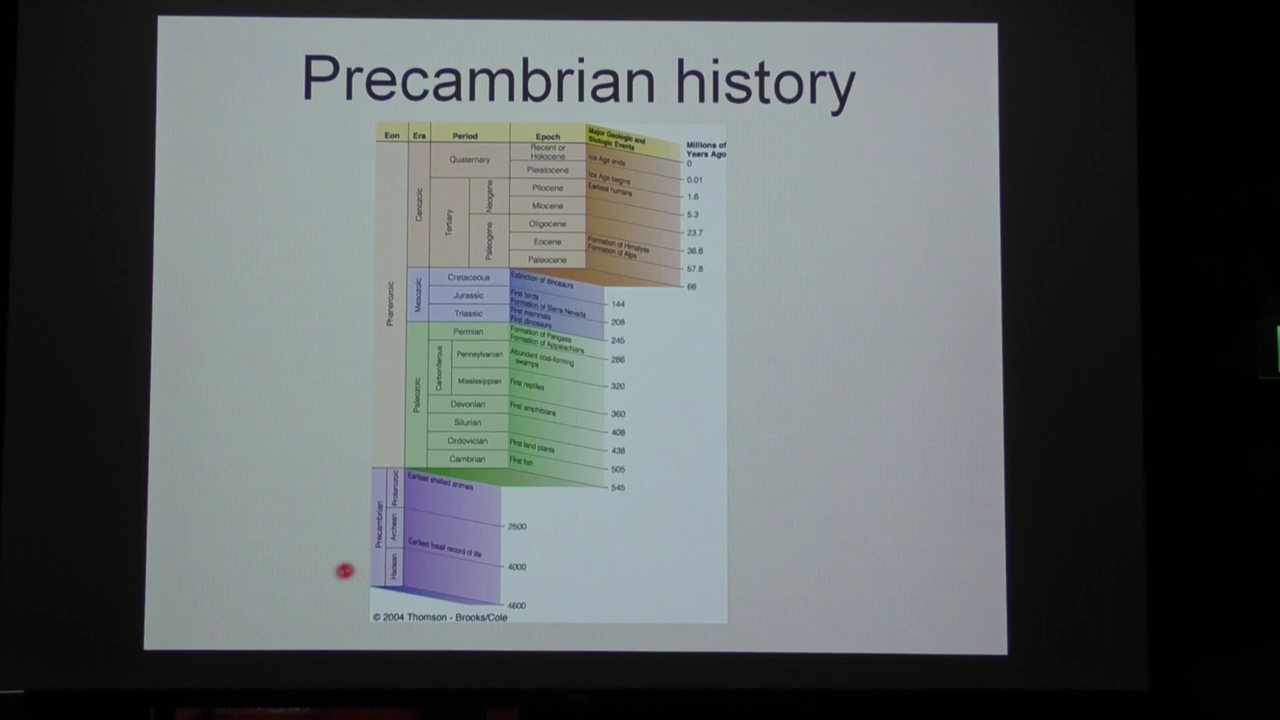 Precambrian history
Eon Era Period Epoch Major Geologic and
Biologic Events
Millions of
Years Ago
Phanerozoic
Cenozoic
Quaternary
Recent or
Holocene
Ice Age ends
0
Pleistocene
Ice Age begins
0.01
Tertiary
Neogene
Pliocene
Earliest humans
1.6
Miocene
5.3
Paleogene
Oligocene
23.7
Eocene
Formation of Himalyas
Formation of Alps
36.6
Paleocene
57.8
66
Mesozoic
Cretaceous
Extinction of dinosaurs
Jurassic
First birds
Formation of Sierra Nevada
144
Triassic
First mammals
First dinosaurs
208
Paleozoic
Permian
Formation of Pangaea
Formation of Appalachians
245
Carboniferous
Pennsylvanian
Abundant coal-forming
swamps
286
Mississippian
First reptiles
320
Devonian
First amphibians
360
Silurian
408
Ordovician
First land plants
438
Cambrian
First fish
505
545
Precambrian
Proterozoic
Earliest shelled animals
Archean
Earliest fossil record of life
2500
Hadean
4000
4600
© 2004 Thomson - Brooks/Cole